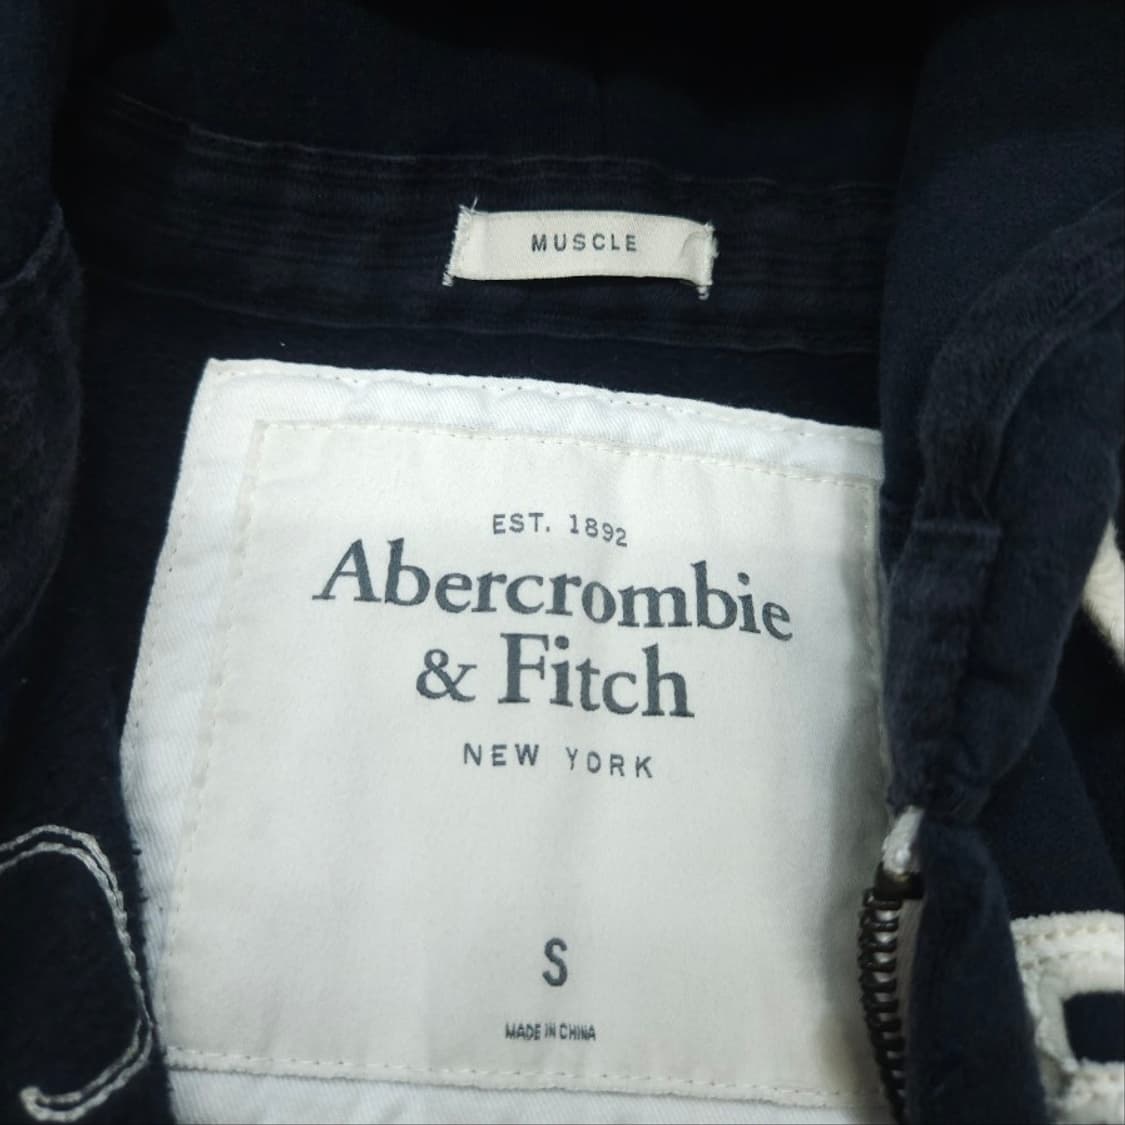 MUSCLE
EST. 1892
Abercrombie
& Fitch
NEW YORK
S
MADE IN CHINA